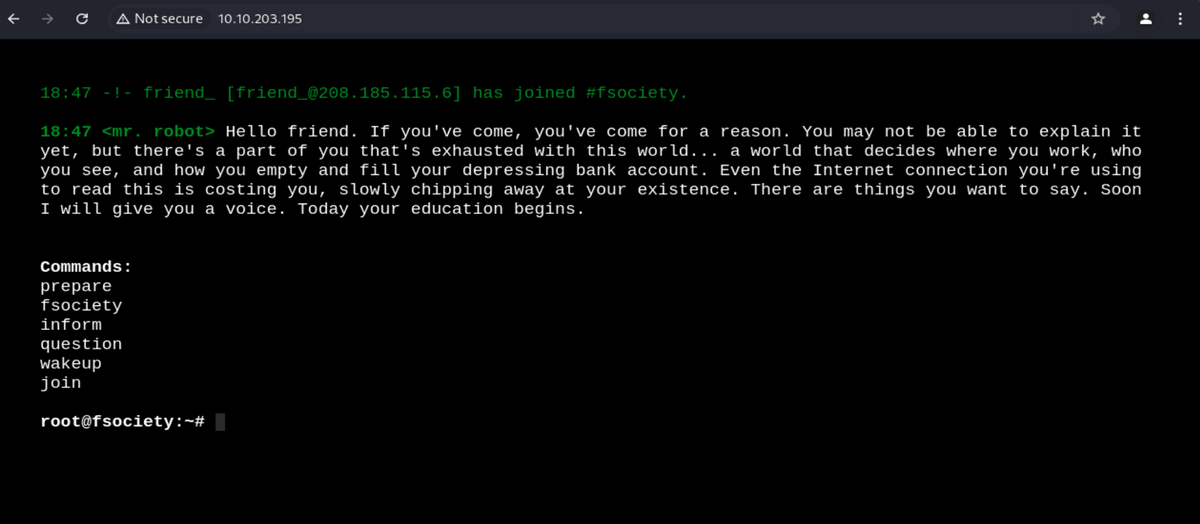 Not secure 10.10.203.195
18:47 -!- friend_ [friend_@208.185.115.6] has joined #fsociety.
18:47 <mr. robot> Hello friend. If you've come, you've come for a reason. You may not be able to explain it
yet, but there's a part of you that's exhausted with this world... a world that decides where you work, who
you see, and how you empty and fill your depressing bank account. Even the Internet connection you're using
to read this is costing you, slowly chipping away at your existence. There are things you want to say. Soon
I will give you a voice. Today your education begins.
Commands:
prepare
fsociety
inform
question
wakeup
join
root@fsociety:~#